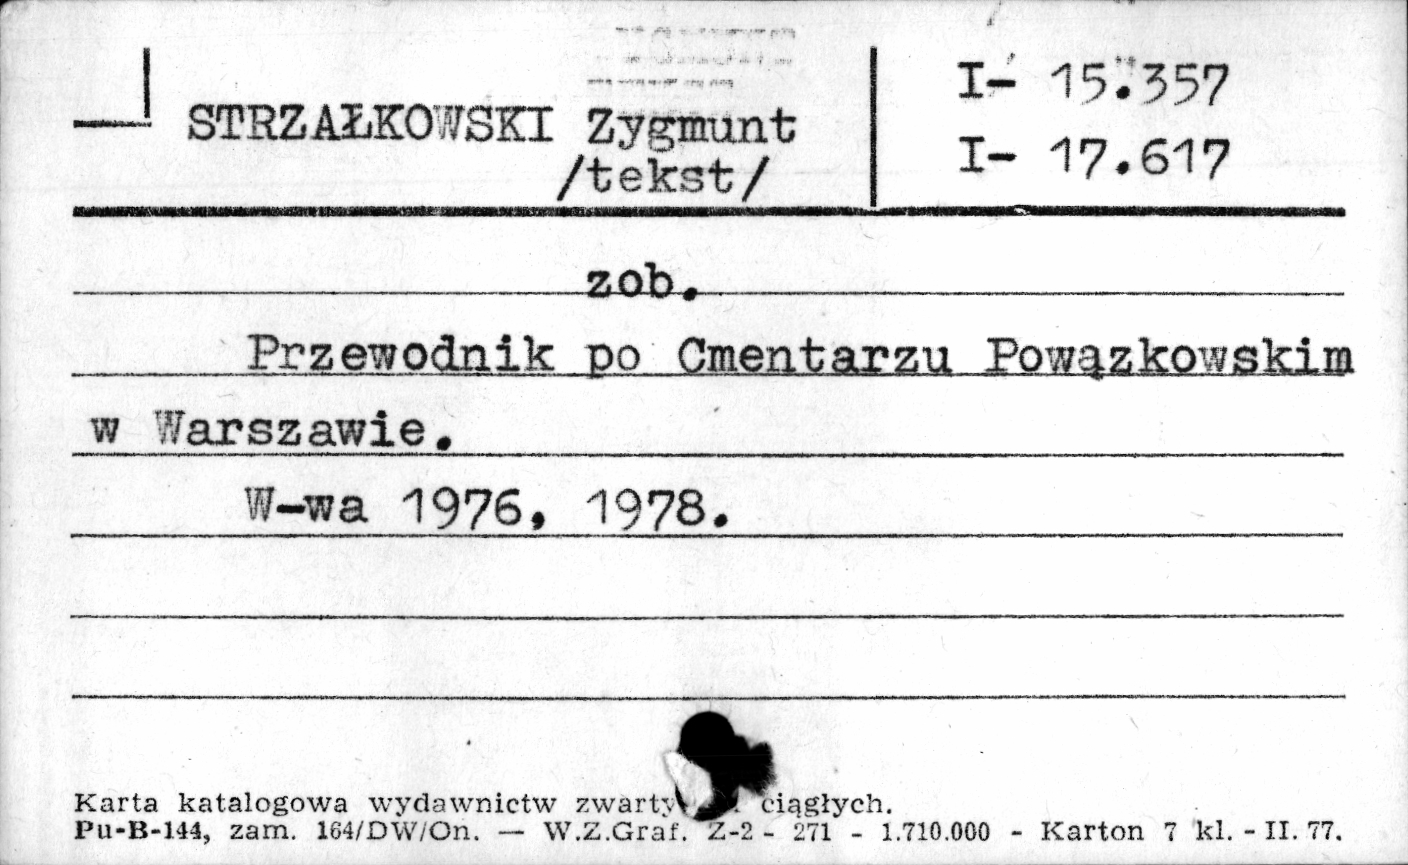 STRZAŁKOWSKI Zygmunt
/tekst/
I- 15.357
I- 17.617
zob.
Przewodnik po Cmentarzu Powązkowskim
w Warszawie.
W-wa 1976, 1978.
Karta katalogowa wydawnictw ciągłych.
Pu-B-144, zam. 164/DW/On. — W.Z.Graf. Z-2 - 271 - 1.710.000 - Karton 7 kl. - II. 77.